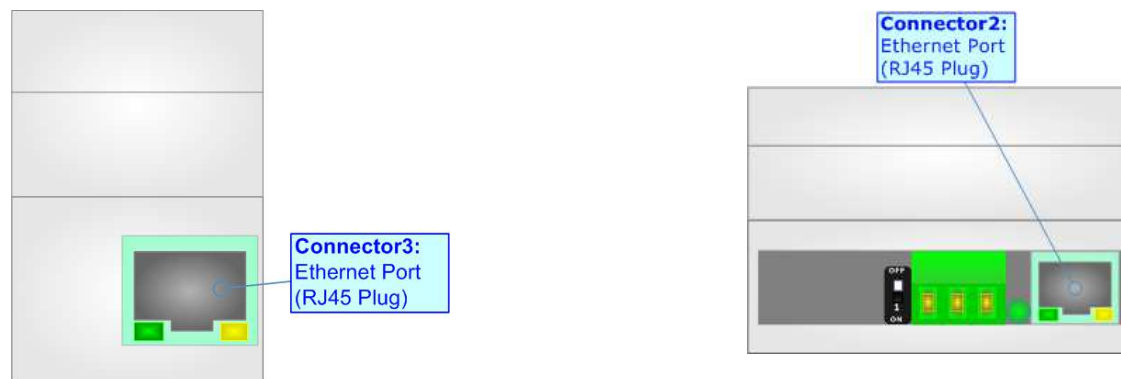 Connector2:
Ethernet Port
(RJ45 Plug)
Connector3:
Ethernet Port
(RJ45 Plug)
OFF
1
ON